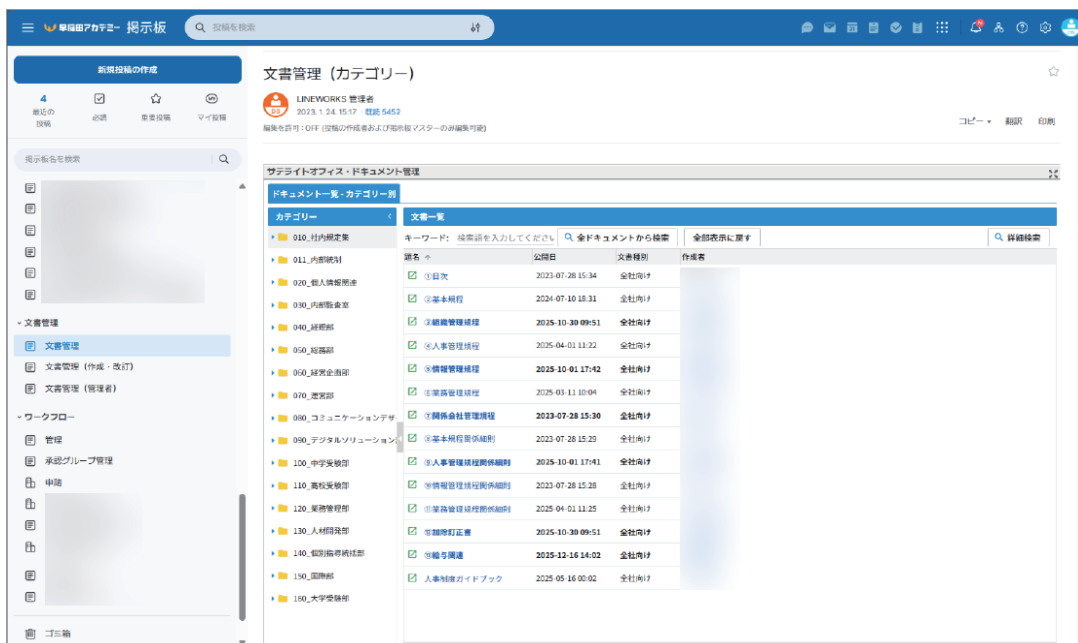 早稲田アカデミー 掲示板
投稿を検索
新規投稿の作成
4
最近の
投稿
必読
重要投稿
マイ投稿
掲示板名を検索
文書管理
文書管理
文書管理（作成・改訂）
文書管理（管理者）
ワークフロー
管理
承認グループ管理
申請
ゴミ箱
文書管理（カテゴリー）
LINEWORKS 管理者
2023. 1. 24. 15:17 · 既読 5452
編集を許可 : OFF (投稿の作成者および掲示板マスターのみ編集可能)
コピー 翻訳 印刷
サテライトオフィス・ドキュメント管理
ドキュメント一覧 - カテゴリー別
カテゴリー
010_社内規定集
011_内部統制
020_個人情報関連
030_内部監査室
040_経理部
050_総務部
060_経営企画部
070_運営部
080_コミュニケーションデザ
090_デジタルソリューション
100_中学受験部
110_高校受験部
120_業務管理部
130_人材開発部
140_個別指導統括部
150_国際部
160_大学受験部
文書一覧
キーワード: 検索語を入力してください 全ドキュメントから検索 全部表示に戻す 詳細検索
題名 公開日 文書種別 作成者
①目次 2023-07-28 15:34 全社向け
②基本規程 2024-07-10 18:31 全社向け
③組織管理規程 2025-10-30 09:51 全社向け
④人事管理規程 2025-04-01 11:22 全社向け
⑤情報管理規程 2025-10-01 17:42 全社向け
⑥業務管理規程 2025-03-11 10:04 全社向け
⑦関係会社管理規程 2023-07-28 15:30 全社向け
⑧基本規程関係細則 2023-07-28 15:29 全社向け
⑨人事管理規程関係細則 2025-10-01 17:41 全社向け
⑩情報管理規程関係細則 2023-07-28 15:28 全社向け
⑪業務管理規程関係細則 2025-04-01 11:25 全社向け
⑫加除訂正書 2025-10-30 09:51 全社向け
⑬給与関連 2025-12-16 14:02 全社向け
人事制度ガイドブック 2025-05-16 00:02 全社向け